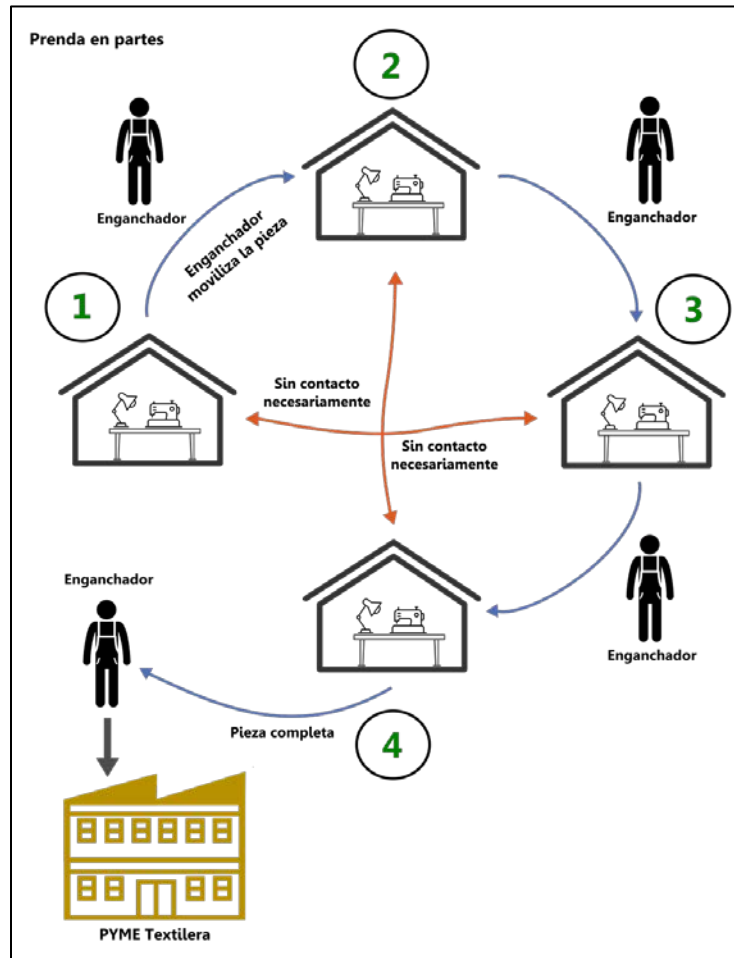 Prenda en partes
2
Enganchador
Enganchador
Enganchador
moviliza la pieza
1
3
Sin contacto
necesariamente
Sin contacto
necesariamente
Enganchador
Enganchador
Pieza completa
4
PYME Textilera